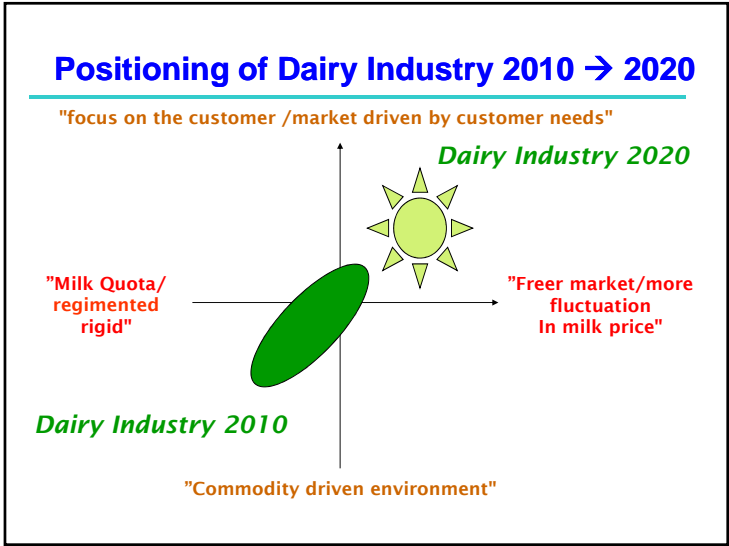 Positioning of Dairy Industry 2010 → 2020
"focus on the customer /market driven by customer needs"
Dairy Industry 2020
”Milk Quota/
regimented
rigid"
”Freer market/more
fluctuation
In milk price"
Dairy Industry 2010
”Commodity driven environment"